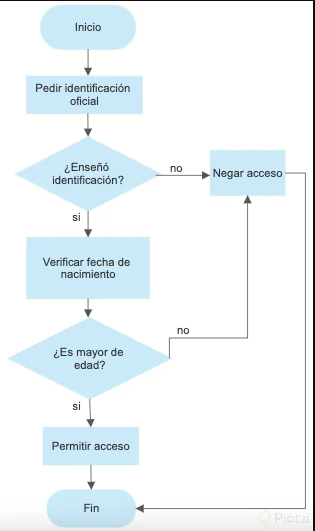 Inicio
Pedir identificación
oficial
¿Enseñó
identificación?
no
Negar acceso
si
Verificar fecha de
nacimiento
no
¿Es mayor de
edad?
si
Permitir acceso
Fin